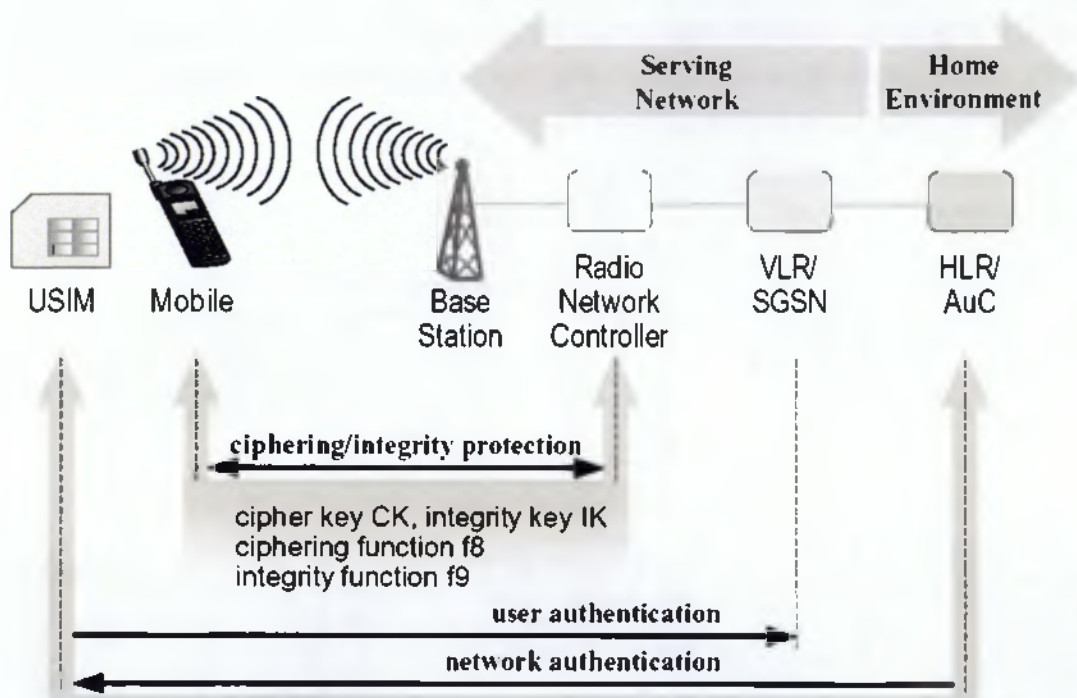 Serving
Network
Home
Environment
USIM
Mobile
Base
Station
Radio
Network
Controller
VLR/
SGSN
HLR/
AuC
ciphering/integrity protection
cipher key CK, integrity key IK
ciphering function f8
integrity function f9
user authentication
network authentication